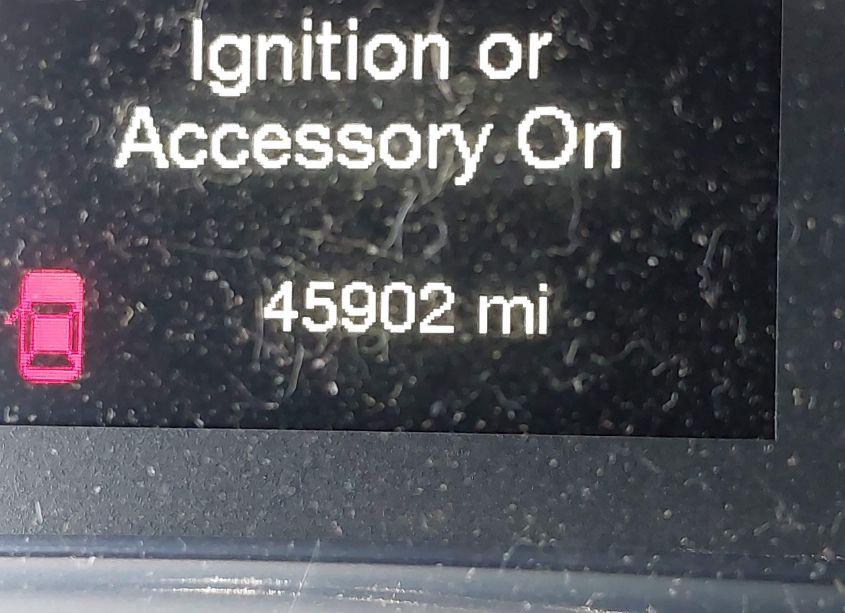 Ignition or
Accessory On
45902 mi